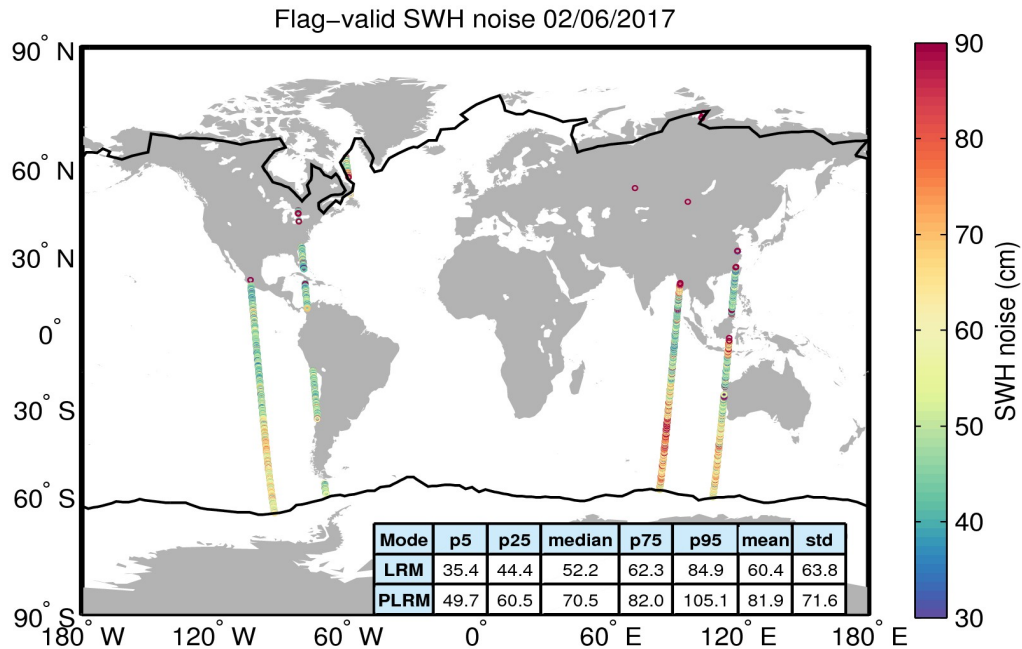 Flag−valid SWH noise 02/06/2017
90° N
60° N
30° N
0°
30° S
60° S
90° S
180° W
120° W
60° W
0°
60° E
120° E
180° E
90
80
70
60
50
40
30
SWH noise (cm)
Mode p5 p25 median p75 p95 mean std
LRM 35.4 44.4 52.2 62.3 84.9 60.4 63.8
PLRM 49.7 60.5 70.5 82.0 105.1 81.9 71.6